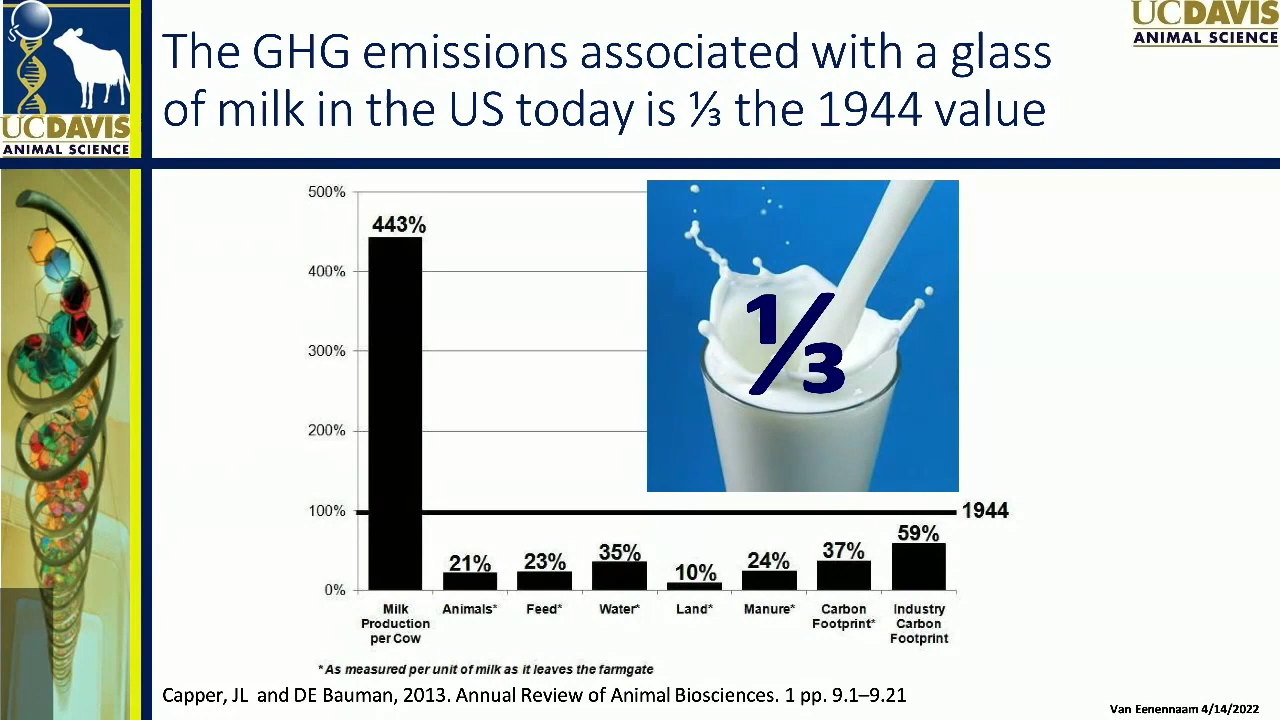 UCDAVIS
ANIMAL SCIENCE
The GHG emissions associated with a glass
of milk in the US today is ⅓ the 1944 value
UCDAVIS
ANIMAL SCIENCE
500%
400%
300%
200%
100%
0%
443%
21%
23%
35%
10%
24%
37%
59%
1944
⅓
Milk
Production
per Cow
Animals*
Feed*
Water*
Land*
Manure*
Carbon
Footprint*
Industry
Carbon
Footprint
* As measured per unit of milk as it leaves the farmgate
Capper, JL and DE Bauman, 2013. Annual Review of Animal Biosciences. 1 pp. 9.1–9.21
Van Eenennaam 4/14/2022